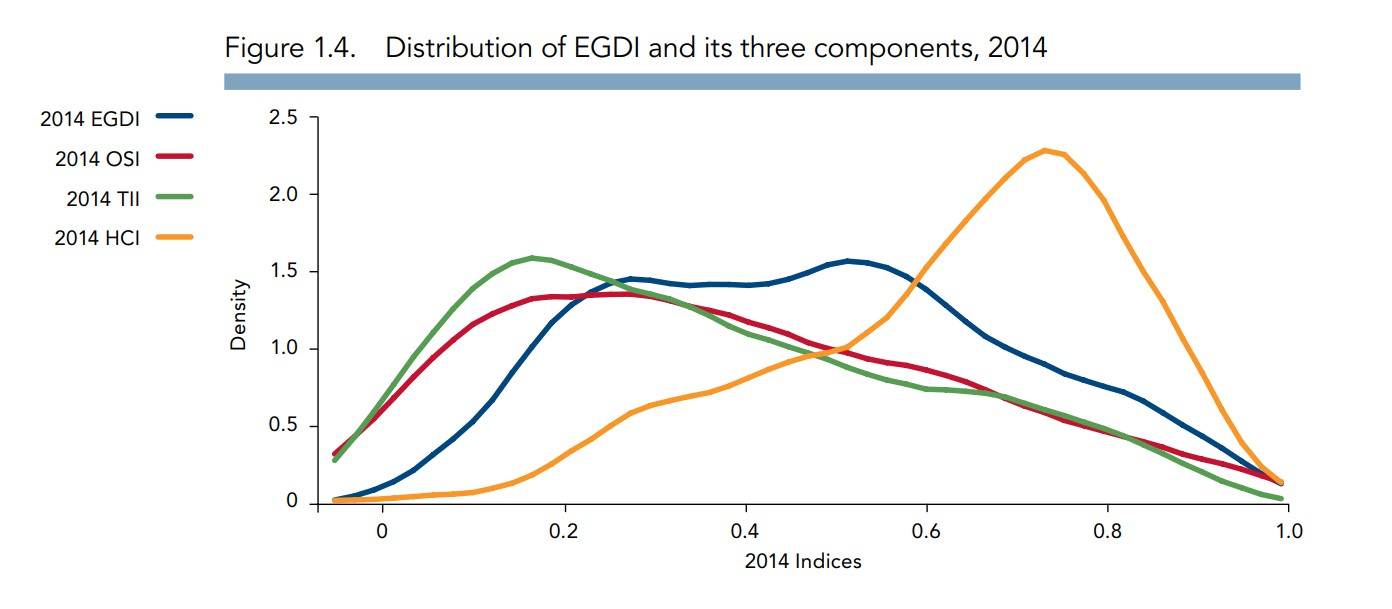 Figure 1.4. Distribution of EGDI and its three components, 2014
2014 EGDI
2014 OSI
2014 TII
2014 HCI
Density
2.5
2.0
1.5
1.0
0.5
0
0 0.2 0.4 0.6 0.8 1.0
2014 Indices